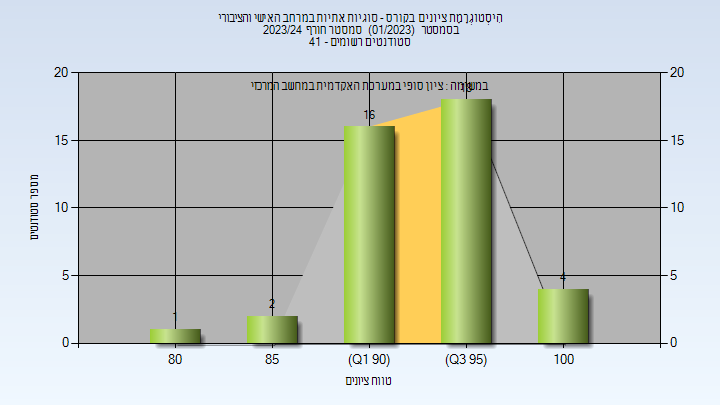 היסטוגרמת ציונים בקורס - סוגיות אתיות במרחב האישי והציבורי
בסמסטר (01/2023) סמסטר חורף 2023/24
סטודנטים רשומים - 41
במשימה : ציון סופי במערכת האקדמית במחשב המרכזי
20
15
10
5
0
20
15
10
5
0
מספר סטודנטים
1
2
16
18
4
80
85
(Q1 90)
(Q3 95)
100
טווח ציונים